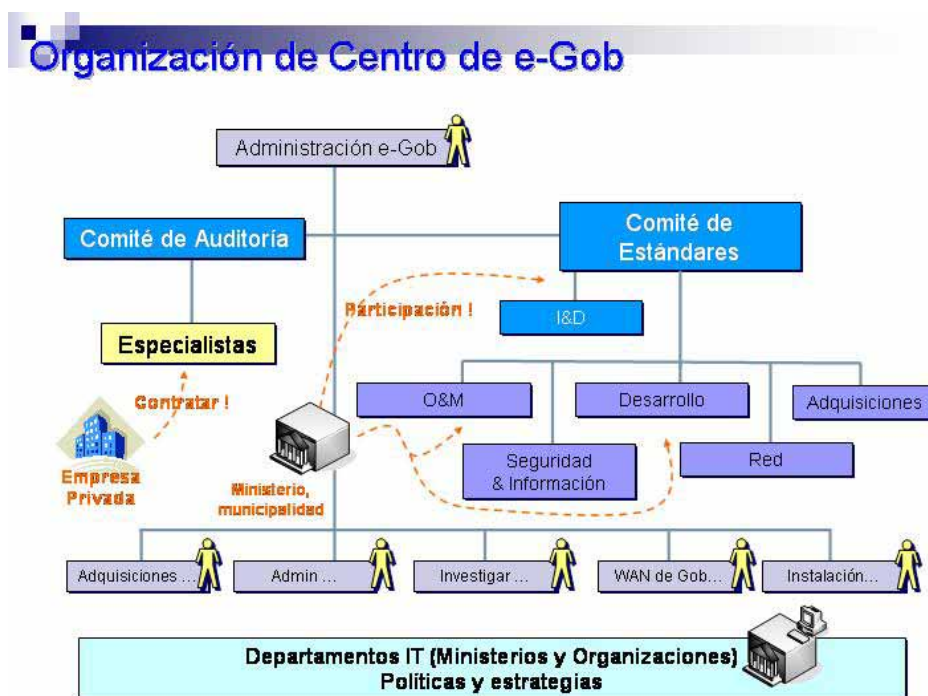 Organización de Centro de e-Gob
Administración e-Gob
Comité de Auditoría
Comité de
Estándares
Participación !
I&D
Especialistas
Contratar !
O&M
Desarrollo
Adquisiciones
Seguridad
& Información
Red
Empresa
Privada
Ministerio,
municipalidad
Adquisiciones ...
Admin ...
Investigar ...
WAN de Gob...
Instalación...
Departamentos IT (Ministerios y Organizaciones)
Políticas y estrategias